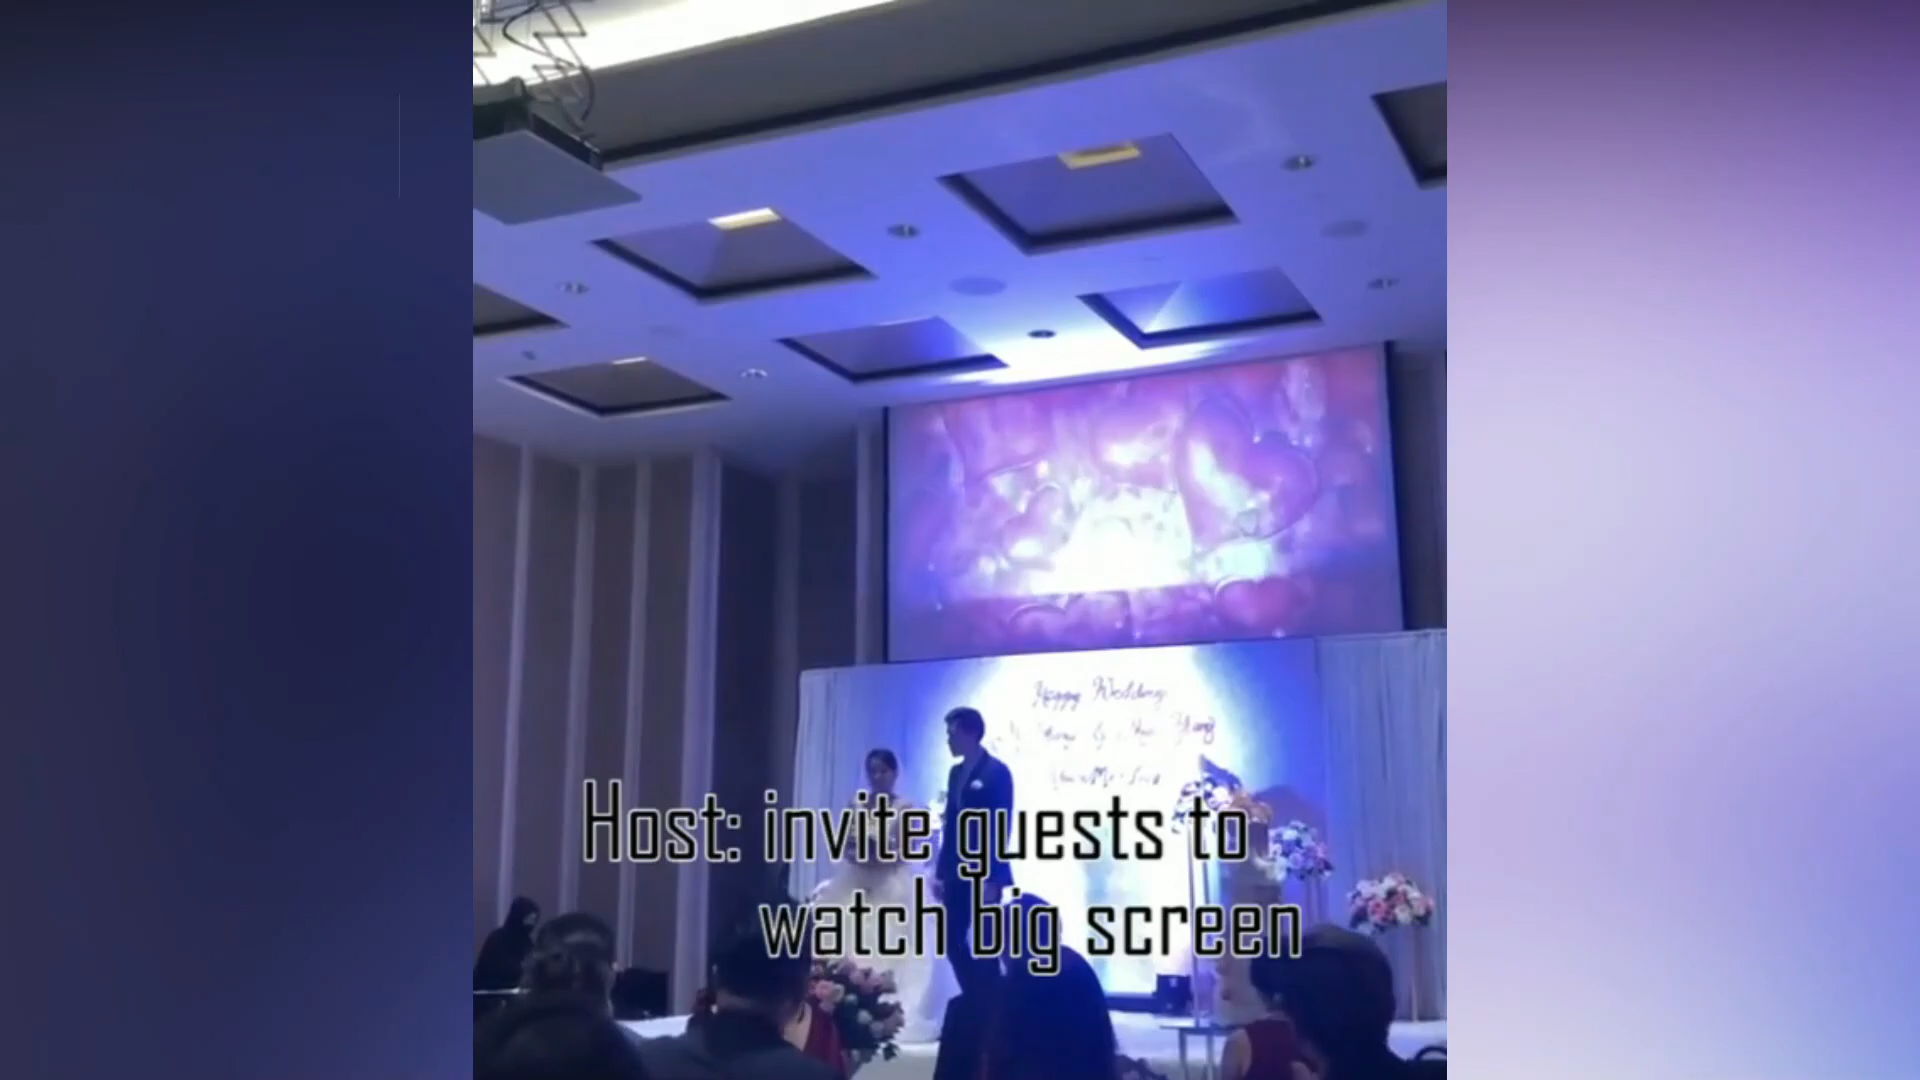 Happy Wedding
&
Host: invite guests to
watch big screen